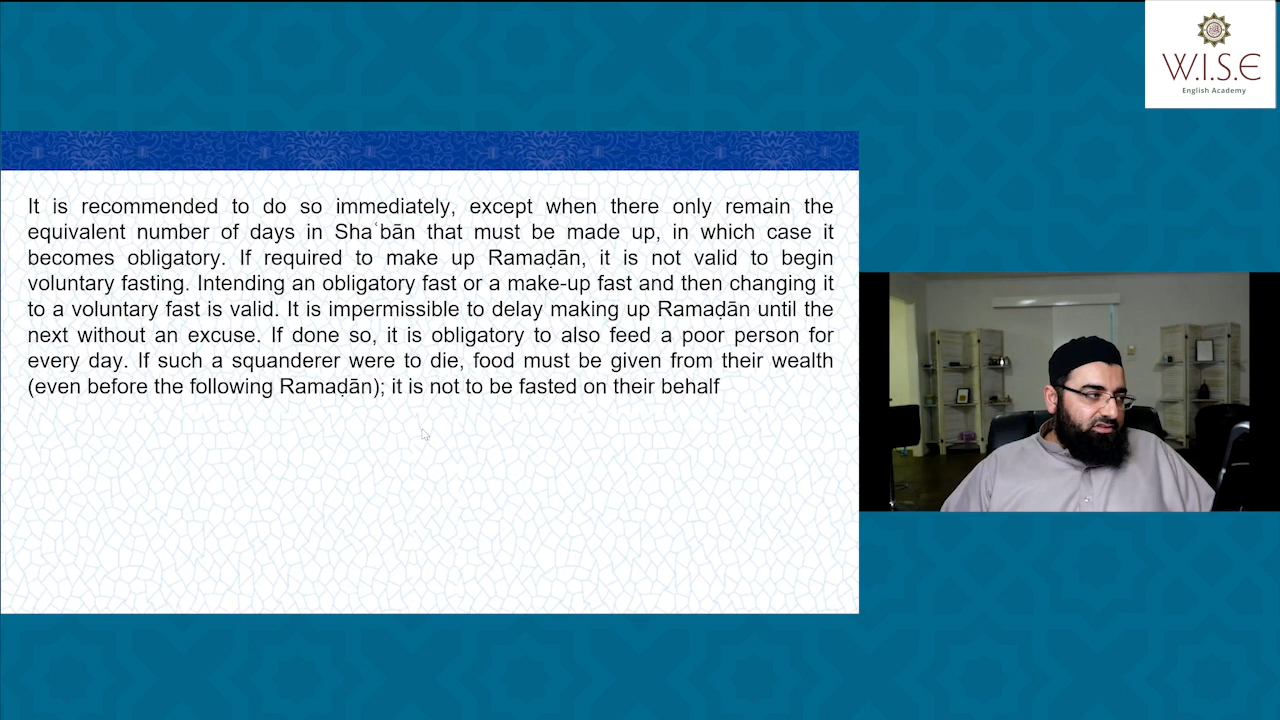 W.I.S.E
English Academy
It is recommended to do so immediately, except when there only remain the
equivalent number of days in Shaʿbān that must be made up, in which case it
becomes obligatory. If required to make up Ramaḍān, it is not valid to begin
voluntary fasting. Intending an obligatory fast or a make-up fast and then changing it
to a voluntary fast is valid. It is impermissible to delay making up Ramaḍān until the
next without an excuse. If done so, it is obligatory to also feed a poor person for
every day. If such a squanderer were to die, food must be given from their wealth
(even before the following Ramaḍān); it is not to be fasted on their behalf